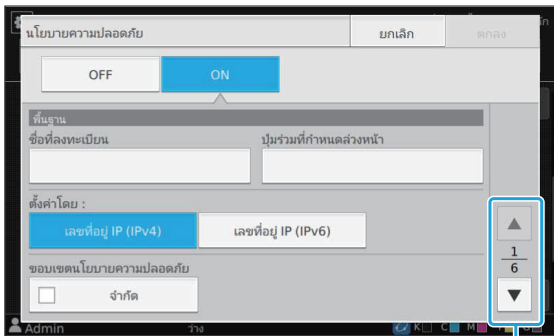 นโยบายความปลอดภัย
ยกเลิก
ตกลง
OFF
ON
พื้นฐาน
ชื่อที่ลงทะเบียน
ปุ่มร่วมที่กำหนดล่วงหน้า
ตั้งค่าโดย :
เลขที่อยู่ IP (IPv4)
เลขที่อยู่ IP (IPv6)
1
6
ขอบเขตนโยบายความปลอดภัย
จำกัด
Admin
ว่าง
K
C
M